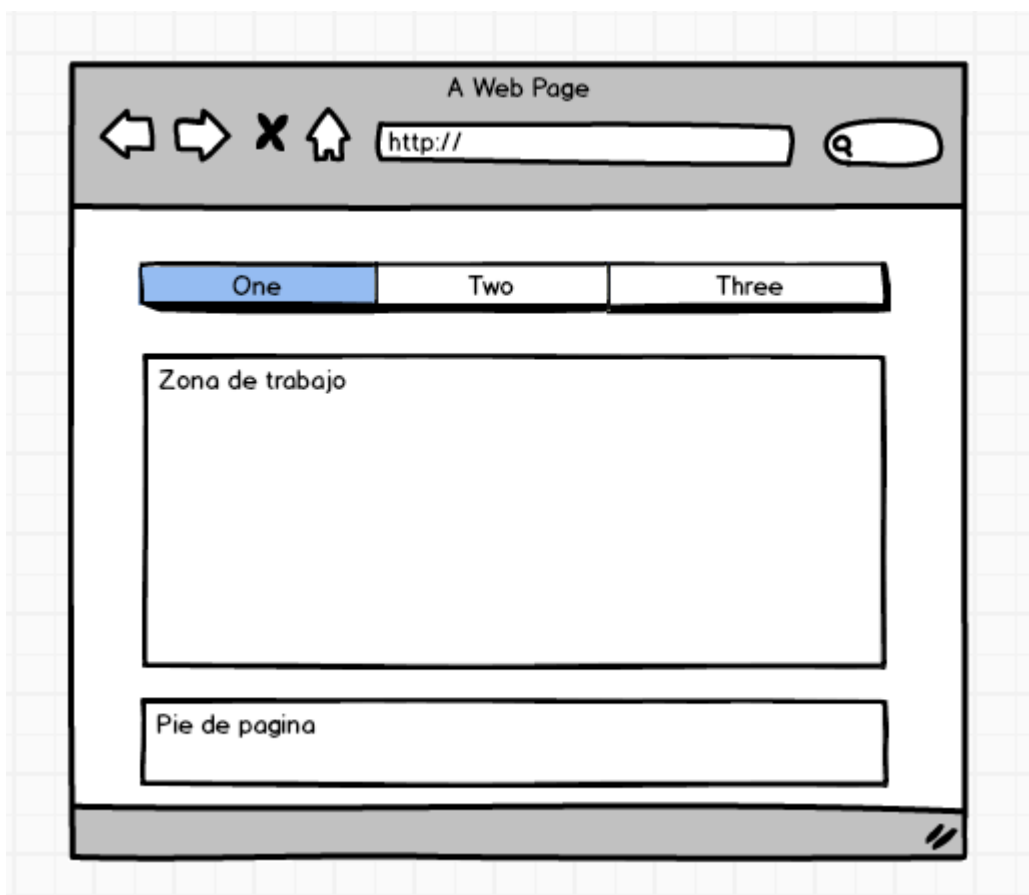 A Web Page
http://
One Two Three
Zona de trabajo
Pie de pagina